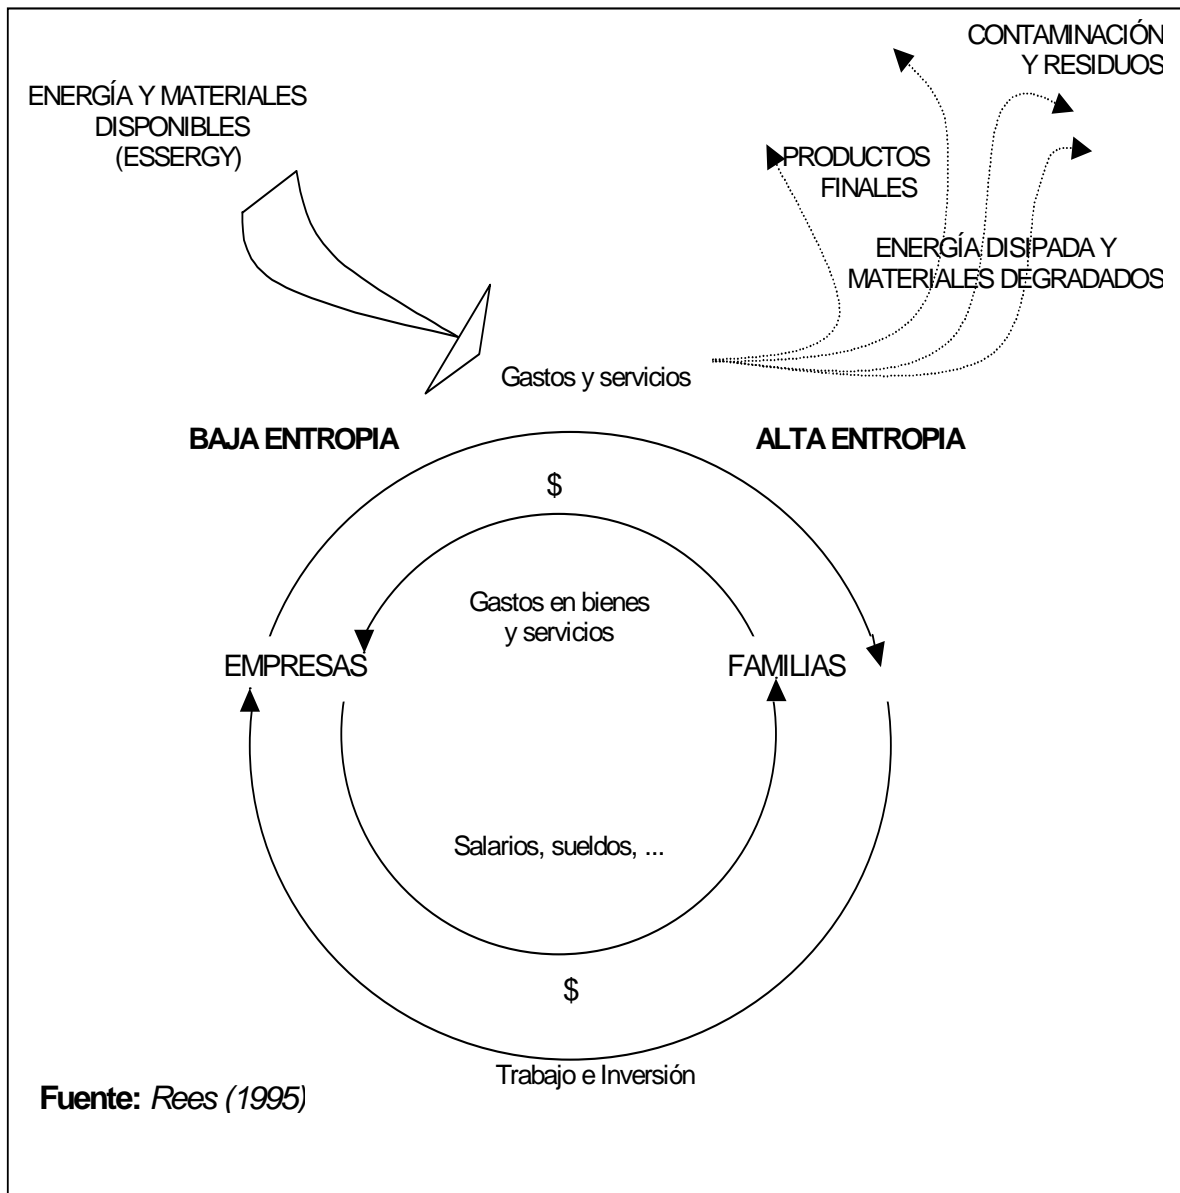 CONTAMINACIÓN
Y RESIDUOS
ENERGÍA Y MATERIALES
DISPONIBLES
(ESSERGY)
PRODUCTOS
FINALES
ENERGÍA DISIPADA Y
MATERIALES DEGRADADOS
Gastos y servicios
BAJA ENTROPIA
ALTA ENTROPIA
$
Gastos en bienes
y servicios
EMPRESAS
FAMILIAS
Salarios, sueldos, ...
$
Trabajo e Inversión
Fuente: Rees (1995)